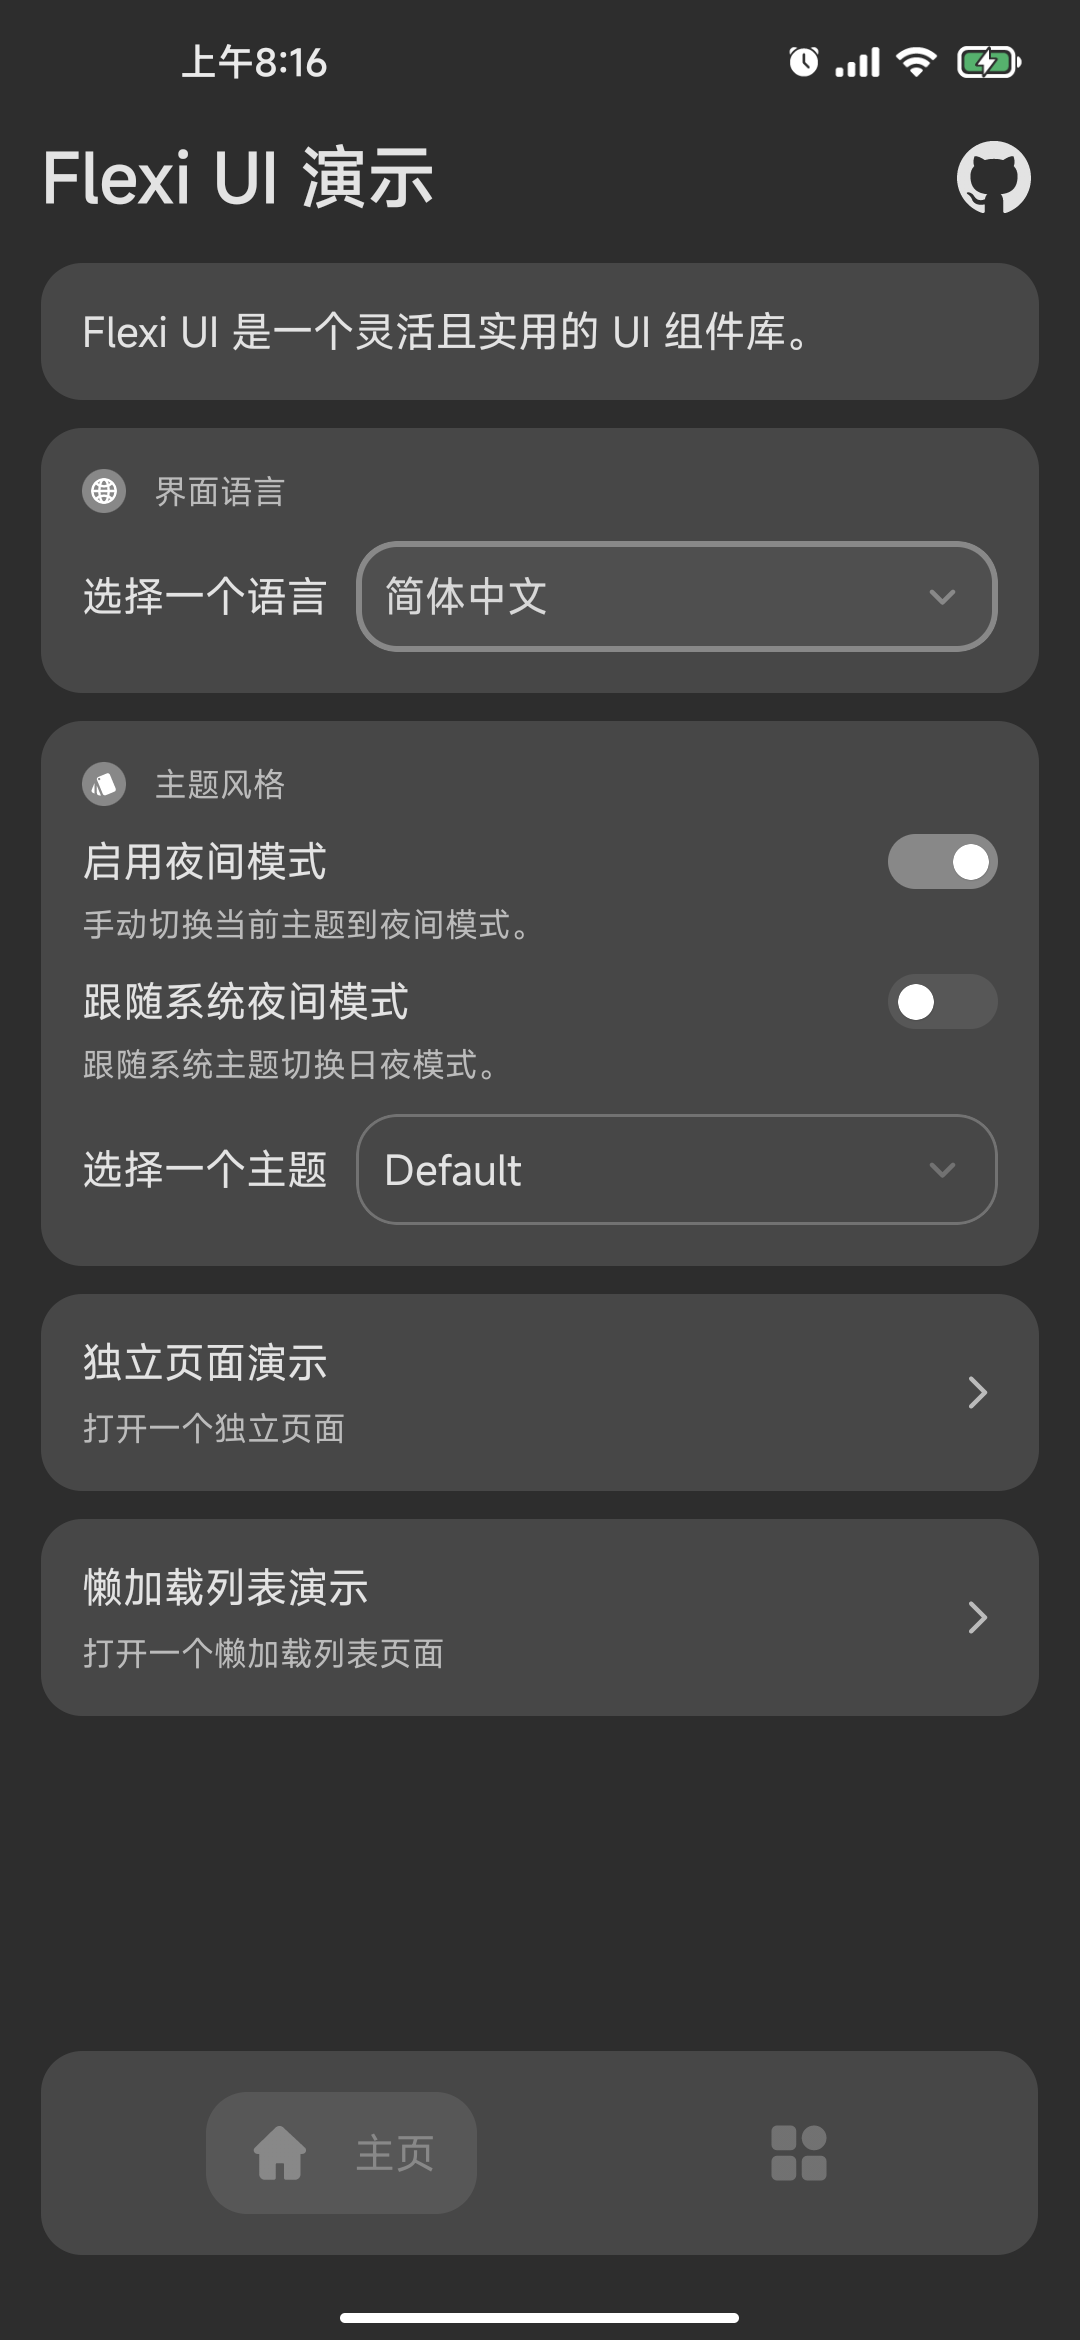 上午8:16
Flexi UI 演示
Flexi UI 是一个灵活且实用的 UI 组件库。
界面语言
选择一个语言 简体中文
主题风格
启用夜间模式
手动切换当前主题到夜间模式。
跟随系统夜间模式
跟随系统主题切换日夜模式。
选择一个主题 Default
独立页面演示
打开一个独立页面
懒加载列表演示
打开一个懒加载列表页面
主页